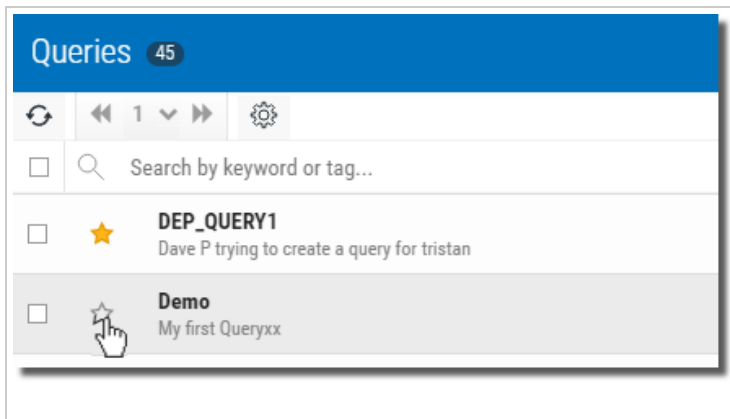 Queries 45
1
Search by keyword or tag...
DEP_QUERY1
Dave P trying to create a query for tristan
Demo
My first Queryxx